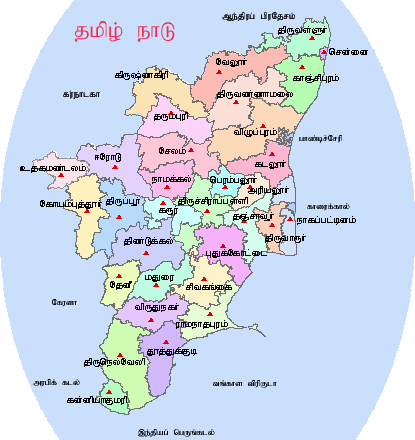 ஆந்திரப் பிரதேசம்
தமிழ் நாடு
திருவள்ளூர்
சென்னை
வேலூர்
கிருஷ்ணகிரி
காஞ்சிபுரம்
கர்நாடகா
திருவண்ணாமலை
தருமபுரி
விழுப்புரம்
பாண்டிச்சேரி
சேலம்
ஈரோடு
கடலூர்
உதகமண்டலம்
நாமக்கல்
பெரம்பலூர்
அரியலூர்
கோயம்புத்தூர்
திருப்பூர்
திருச்சிராப்பள்ளி
கரூர்
காரைக்கால்
தஞ்சாவூர்
நாகப்பட்டினம்
திண்டுக்கல்
திருவாரூர்
புதுக்கோட்டை
மதுரை
தேனீ
சிவகங்கை
கேரளா
விருதுநகர்
ராமநாதபுரம்
தூத்துக்குடி
திருநெல்வேலி
அரபிக் கடல்
வங்காள விரிகுடா
கன்னியாகுமரி
இந்தியப் பெருங்கடல்